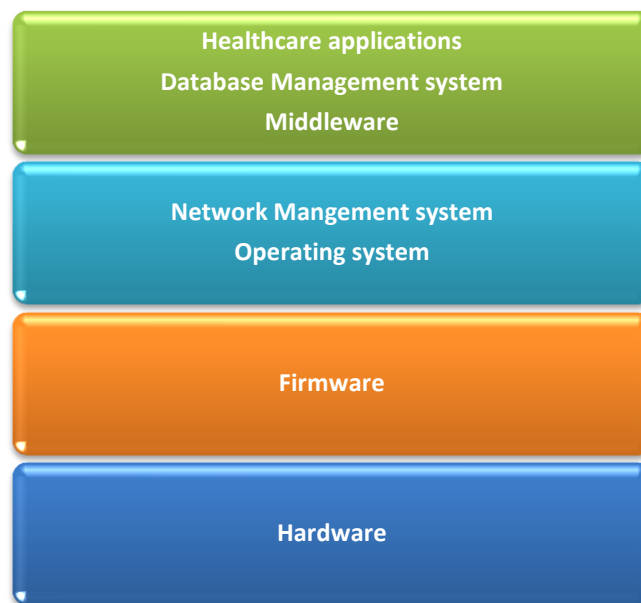 Healthcare applications
Database Management system
Middleware
Network Mangement system
Operating system
Firmware
Hardware